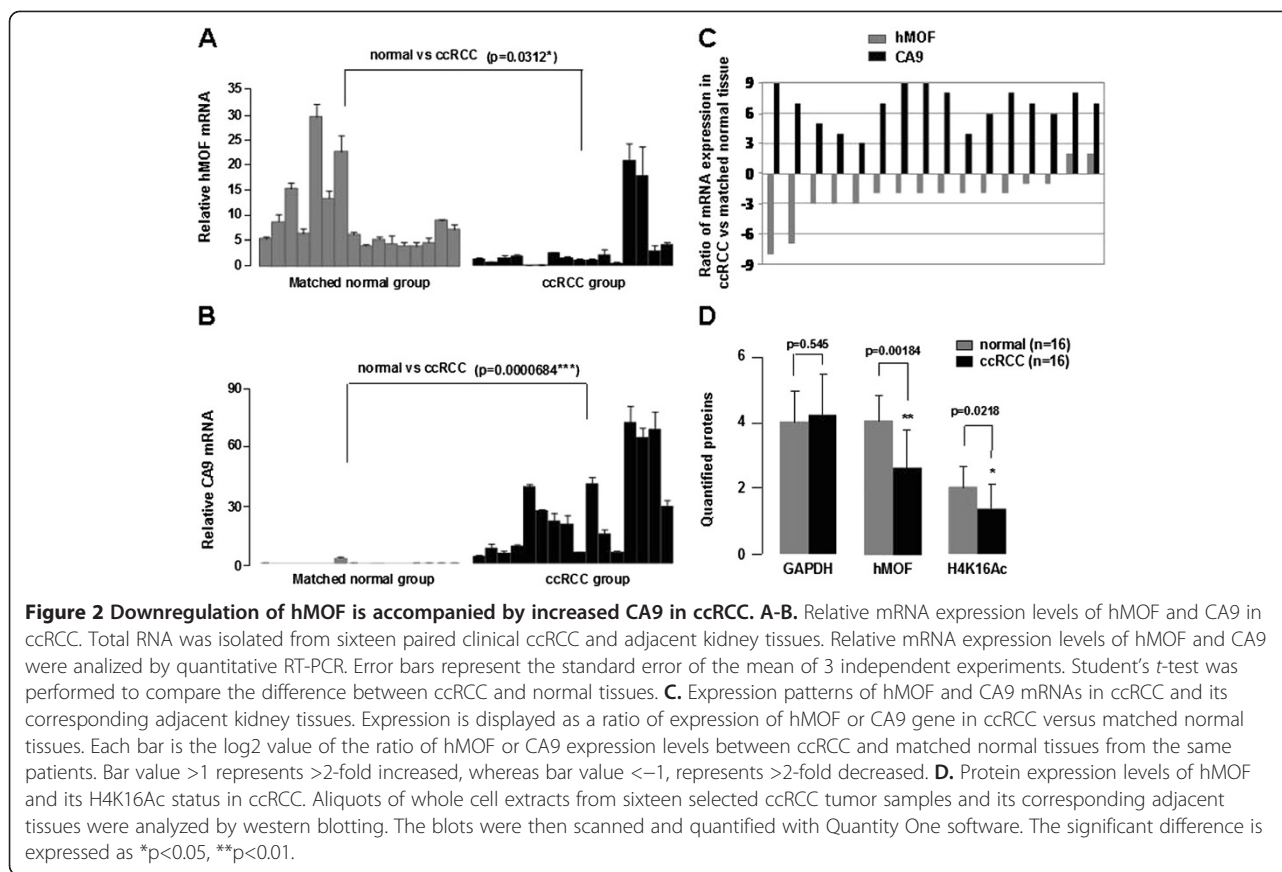 A
normal vs ccRCC (p=0.0312*)
Relative hMOF mRNA
35
30
25
20
15
10
5
0
Matched normal group
ccRCC group
B
normal vs ccRCC (p=0.0000684***)
Relative CA9 mRNA
90
60
30
0
Matched normal group
ccRCC group
C
hMOF
CA9
Ratio of mRNA expression in
ccRCC vs matched normal tissue
9
6
3
0
-3
-6
-9
D
normal (n=16)
ccRCC (n=16)
Quantified proteins
6
4
2
0
p=0.545
p=0.00184
**
p=0.0218
*
GAPDH
hMOF
H4K16Ac
Figure 2 Downregulation of hMOF is accompanied by increased CA9 in ccRCC. A-B. Relative mRNA expression levels of hMOF and CA9 in
ccRCC. Total RNA was isolated from sixteen paired clinical ccRCC and adjacent kidney tissues. Relative mRNA expression levels of hMOF and CA9
were analized by quantitative RT-PCR. Error bars represent the standard error of the mean of 3 independent experiments. Student's t-test was
performed to compare the difference between ccRCC and normal tissues. C. Expression patterns of hMOF and CA9 mRNAs in ccRCC and its
corresponding adjacent kidney tissues. Expression is displayed as a ratio of expression of hMOF or CA9 gene in ccRCC versus matched normal
tissues. Each bar is the log2 value of the ratio of hMOF or CA9 expression levels between ccRCC and matched normal tissues from the same
patients. Bar value >1 represents >2-fold increased, whereas bar value <−1, represents >2-fold decreased. D. Protein expression levels of hMOF
and its H4K16Ac status in ccRCC. Aliquots of whole cell extracts from sixteen selected ccRCC tumor samples and its corresponding adjacent
tissues were analyzed by western blotting. The blots were then scanned and quantified with Quantity One software. The significant difference is
expressed as *p<0.05, **p<0.01.